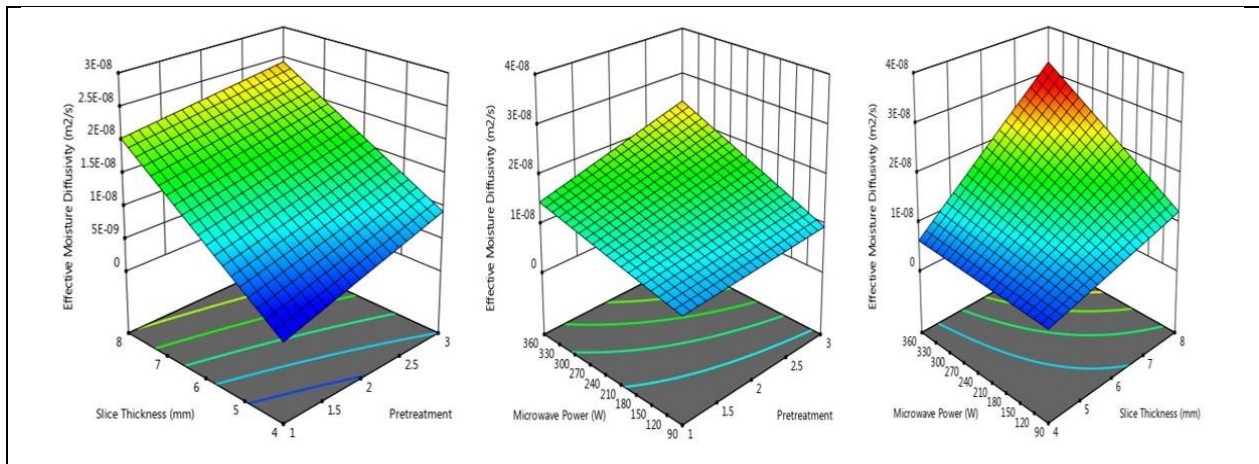 Effective Moisture Diffusivity (m2/s)
3E-08
2.5E-08
2E-08
1.5E-08
1E-08
5E-09
0
8
7
6
5
4
Slice Thickness (mm)
1
1.5
2
2.5
3
Pretreatment
Effective Moisture Diffusivity (m2/s)
4E-08
3E-08
2E-08
1E-08
0
360
330
300
270
240
210
180
150
120
90
Microwave Power (W)
1
1.5
2
2.5
3
Pretreatment
Effective Moisture Diffusivity (m2/s)
4E-08
3E-08
2E-08
1E-08
0
360
330
300
270
240
210
180
150
120
90
Microwave Power (W)
4
5
6
7
8
Slice Thickness (mm)